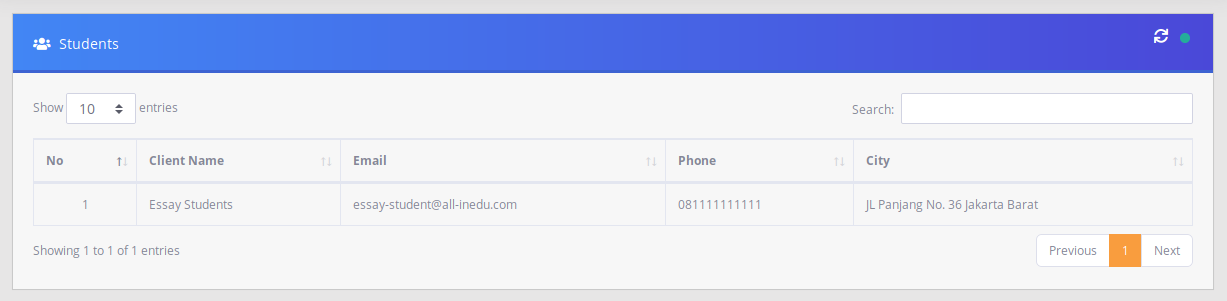 Students
Show 10 entries Search:
No Client Name Email Phone City
1 Essay Students essay-student@all-inedu.com 081111111111 JL Panjang No. 36 Jakarta Barat
Showing 1 to 1 of 1 entries Previous 1 Next